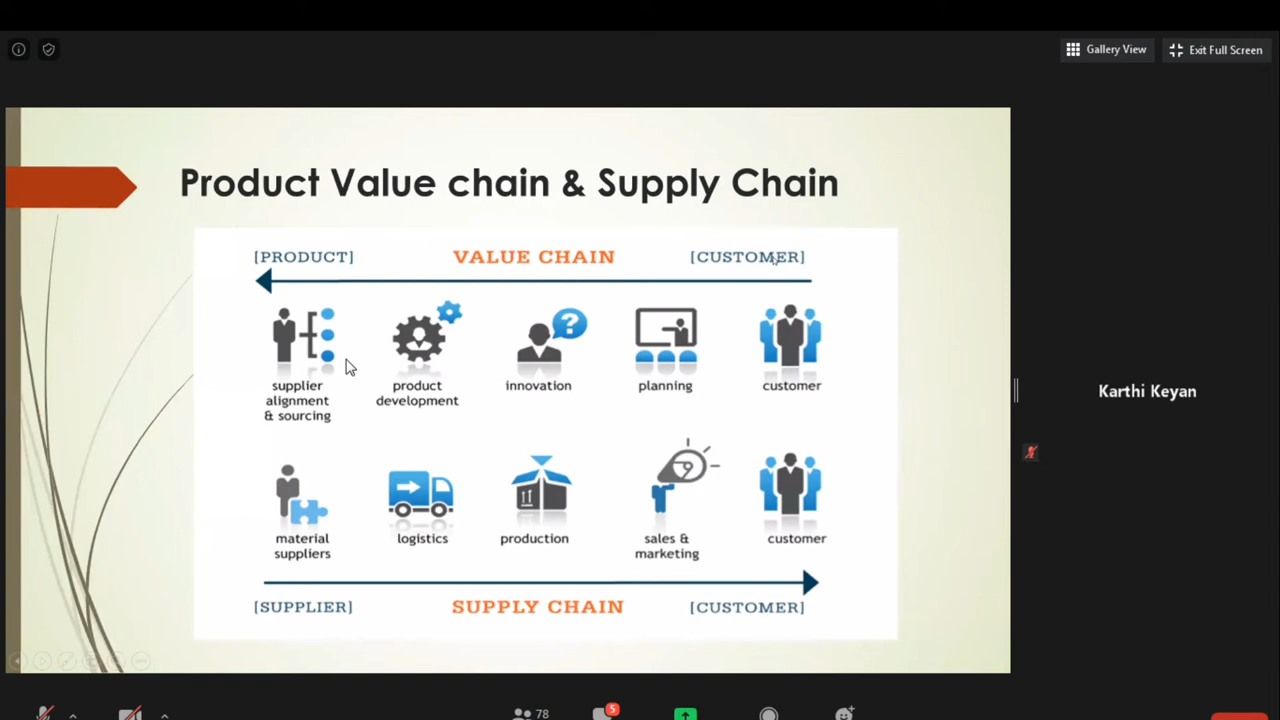 Gallery View
Exit Full Screen
Product Value chain & Supply Chain
[PRODUCT] VALUE CHAIN [CUSTOMER]
?
supplier alignment & sourcing
product development
innovation
planning
customer
material suppliers
logistics
production
sales & marketing
customer
[SUPPLIER] SUPPLY CHAIN [CUSTOMER]
Karthi Keyan
78
5